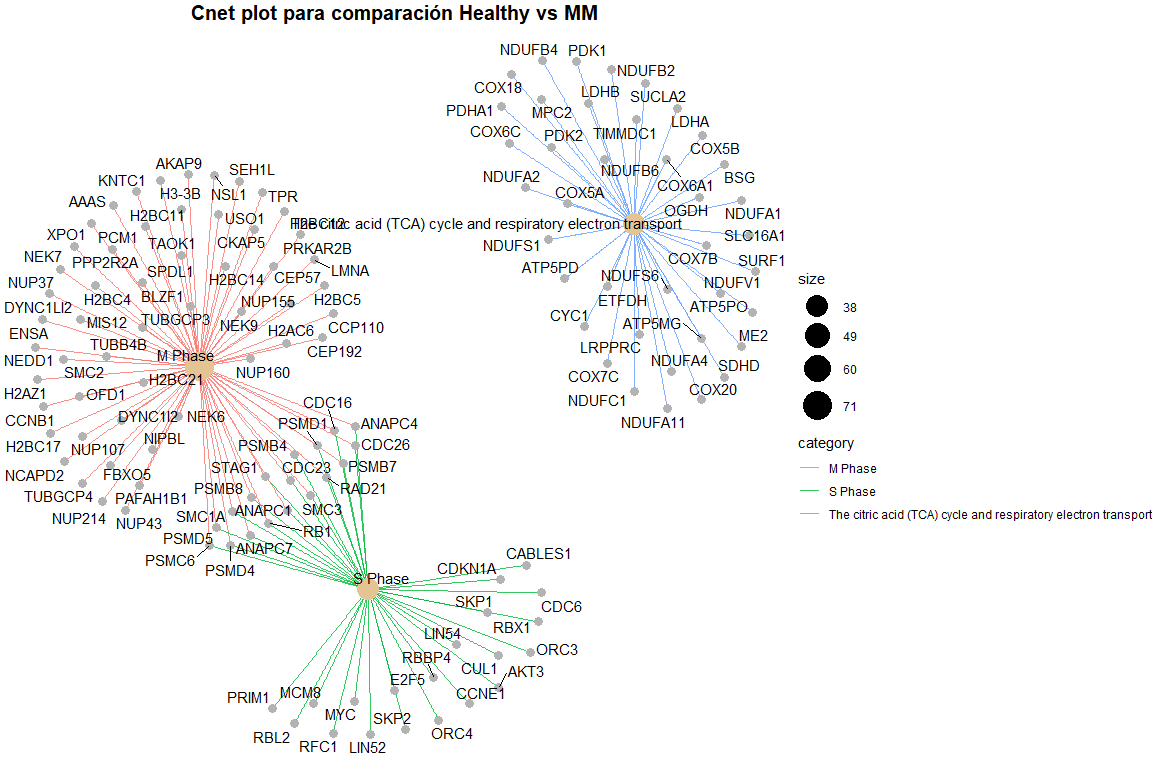 Cnet plot para comparación Healthy vs MM
NDUFB4
PDK1
NDUFB2
COX18
LDHB
SUCLA2
PDHA1
MPC2
LDHA
COX6C
PDK2
TIMMDC1
COX5B
NDUFA2
NDUFB6
BSG
COX5A
COX6A1
OGDH
NDUFA1
The citric acid (TCA) cycle and respiratory electron transport
SLC16A1
NDUFS1
COX7B
SURF1
ATP5PD
NDUFS6
NDUFV1
ETFDH
ATP5PO
CYC1
ATP5MG
ME2
LRPPRC
NDUFA4
SDHD
COX7C
COX20
NDUFC1
NDUFA11
AKAP9
SEH1L
KNTC1
H3-3B
NSL1
TPR
AAAS
H2BC11
USO1
H2BC12
XPO1
PCM1
TAOK1
CKAP5
PRKAR2B
NEK7
PPP2R2A
SPDL1
LMNA
NUP37
H2BC14
CEP57
H2BC4
BLZF1
NUP155
H2BC5
DYNC1LI2
MIS12
TUBGCP3
NEK9
H2AC6
CCP110
ENSA
TUBB4B
CEP192
NEDD1
M Phase
SMC2
H2BC21
NUP160
H2AZ1
OFD1
CCNB1
DYNC1I2
NEK6
CDC16
H2BC17
NUP107
NIPBL
PSMD1
ANAPC4
PSMB4
CDC26
NCAPD2
FBXO5
STAG1
CDC23
PSMB7
TUBGCP4
PAFAH1B1
PSMB8
RAD21
NUP214
NUP43
SMC1A
ANAPC1
SMC3
PSMD5
RB1
ANAPC7
PSMC6
PSMD4
S Phase
CABLES1
CDKN1A
SKP1
CDC6
RBX1
LIN54
ORC3
RBBP4
CUL1
AKT3
E2F5
CCNE1
PRIM1
MCM8
MYC
SKP2
ORC4
RBL2
RFC1
LIN52
size
38
49
60
71
category
M Phase
S Phase
The citric acid (TCA) cycle and respiratory electron transport